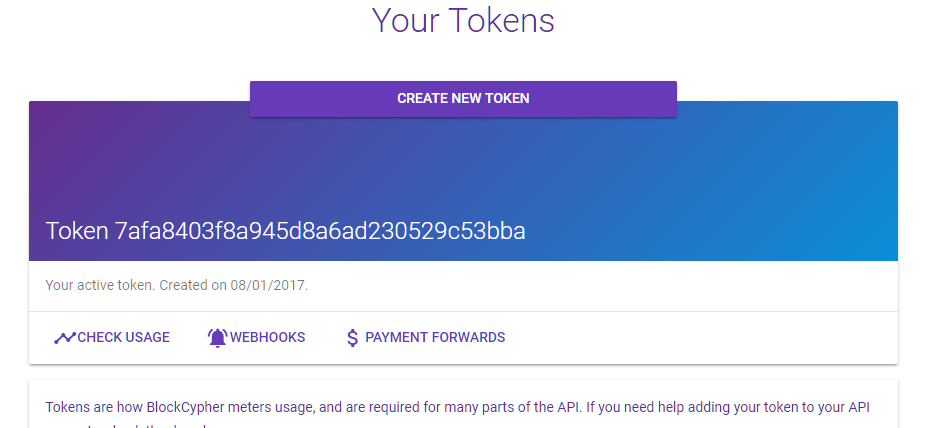 Your Tokens
CREATE NEW TOKEN
Token 7afa8403f8a945d8a6ad230529c53bba
Your active token. Created on 08/01/2017.
CHECK USAGE WEBHOOKS PAYMENT FORWARDS
Tokens are how BlockCypher meters usage, and are required for many parts of the API. If you need help adding your token to your API